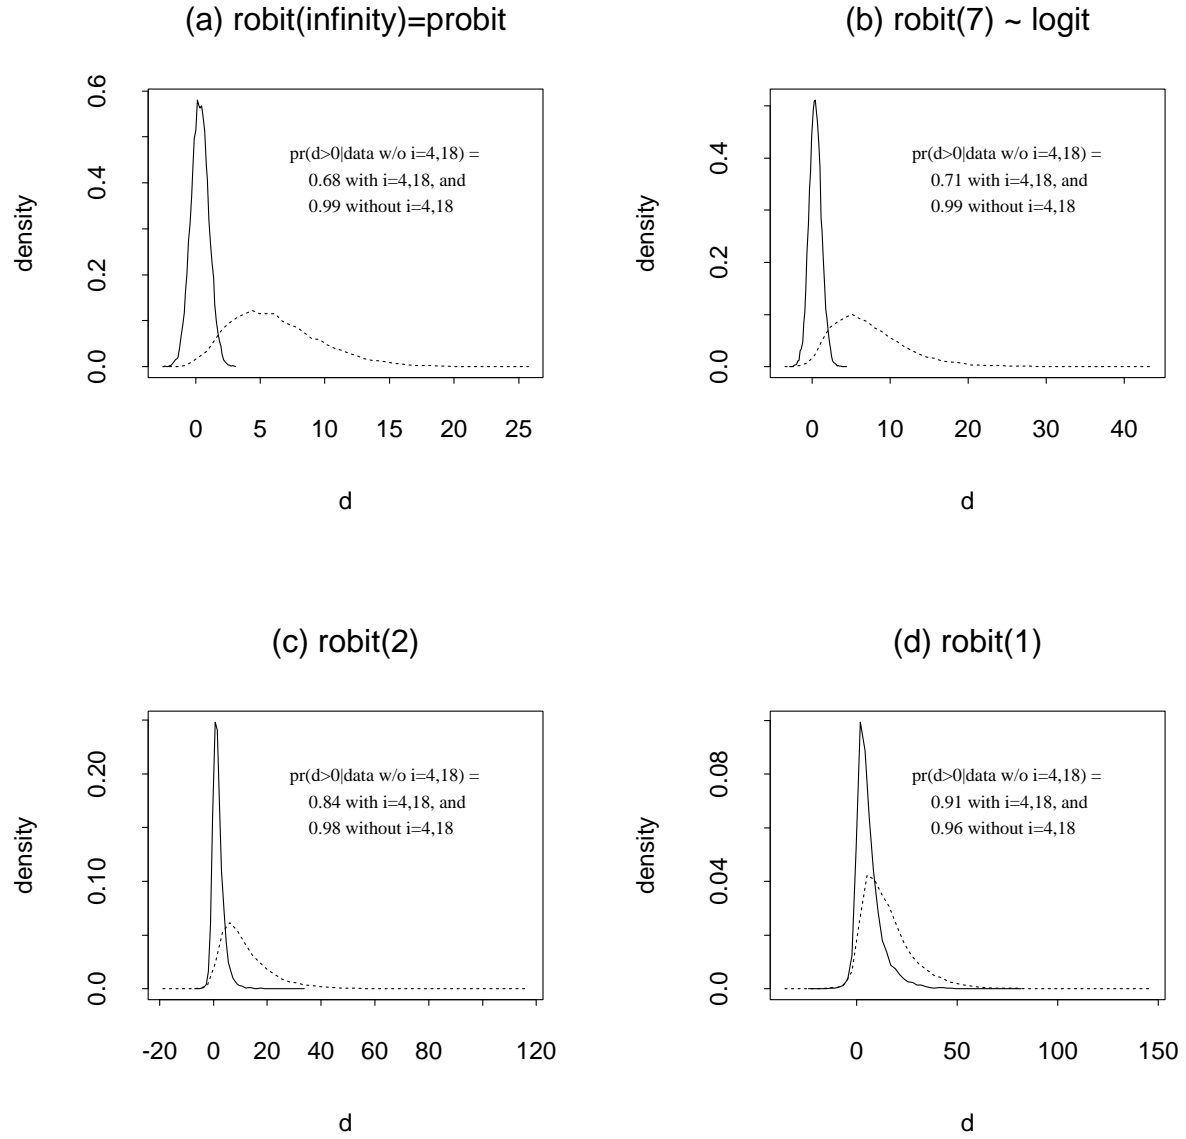 (a) robit(infinity)=probit
density
0.6
0.4
0.2
0.0
pr(d>0|data w/o i=4,18) =
0.68 with i=4,18, and
0.99 without i=4,18
0 5 10 15 20 25
d
(b) robit(7) ~ logit
density
0.4
0.2
0.0
pr(d>0|data w/o i=4,18) =
0.71 with i=4,18, and
0.99 without i=4,18
0 10 20 30 40
d
(c) robit(2)
density
0.20
0.10
0.0
pr(d>0|data w/o i=4,18) =
0.84 with i=4,18, and
0.98 without i=4,18
-20 0 20 40 60 80 120
d
(d) robit(1)
density
0.08
0.04
0.0
pr(d>0|data w/o i=4,18) =
0.91 with i=4,18, and
0.96 without i=4,18
0 50 100 150
d